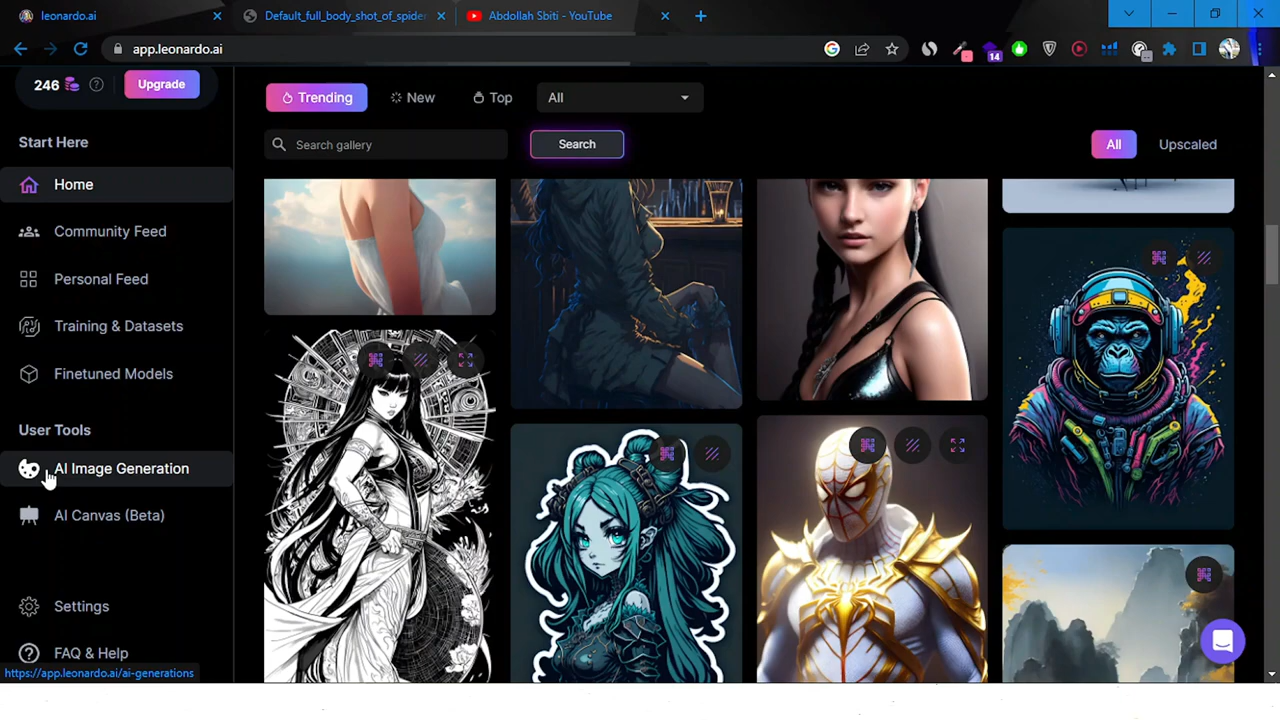 leonardo.ai
Default_full_body_shot_of_spider
Abdollah Sbiti - YouTube
app.leonardo.ai
14
246
Upgrade
Trending
New
Top
All
Search gallery
Search
All
Upscaled
Start Here
Home
Community Feed
Personal Feed
Training & Datasets
Finetuned Models
User Tools
AI Image Generation
AI Canvas (Beta)
Settings
FAQ & Help
https://app.leonardo.ai/ai-generations